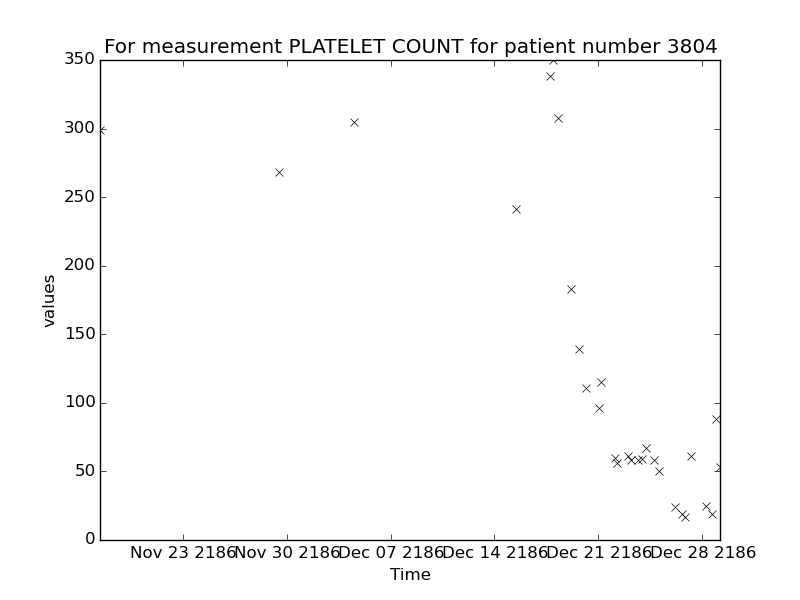 For measurement PLATELET COUNT for patient number 3804
350
300
250
200
150
100
50
0
values
Nov 23 2186 Nov 30 2186 Dec 07 2186 Dec 14 2186 Dec 21 2186 Dec 28 2186
Time